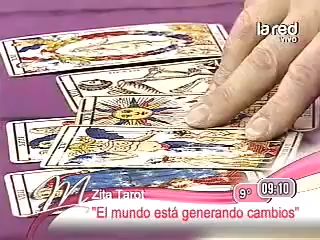 la red
VIVO
Zita Tarot
9° 09:10
"El mundo está generando cambios"